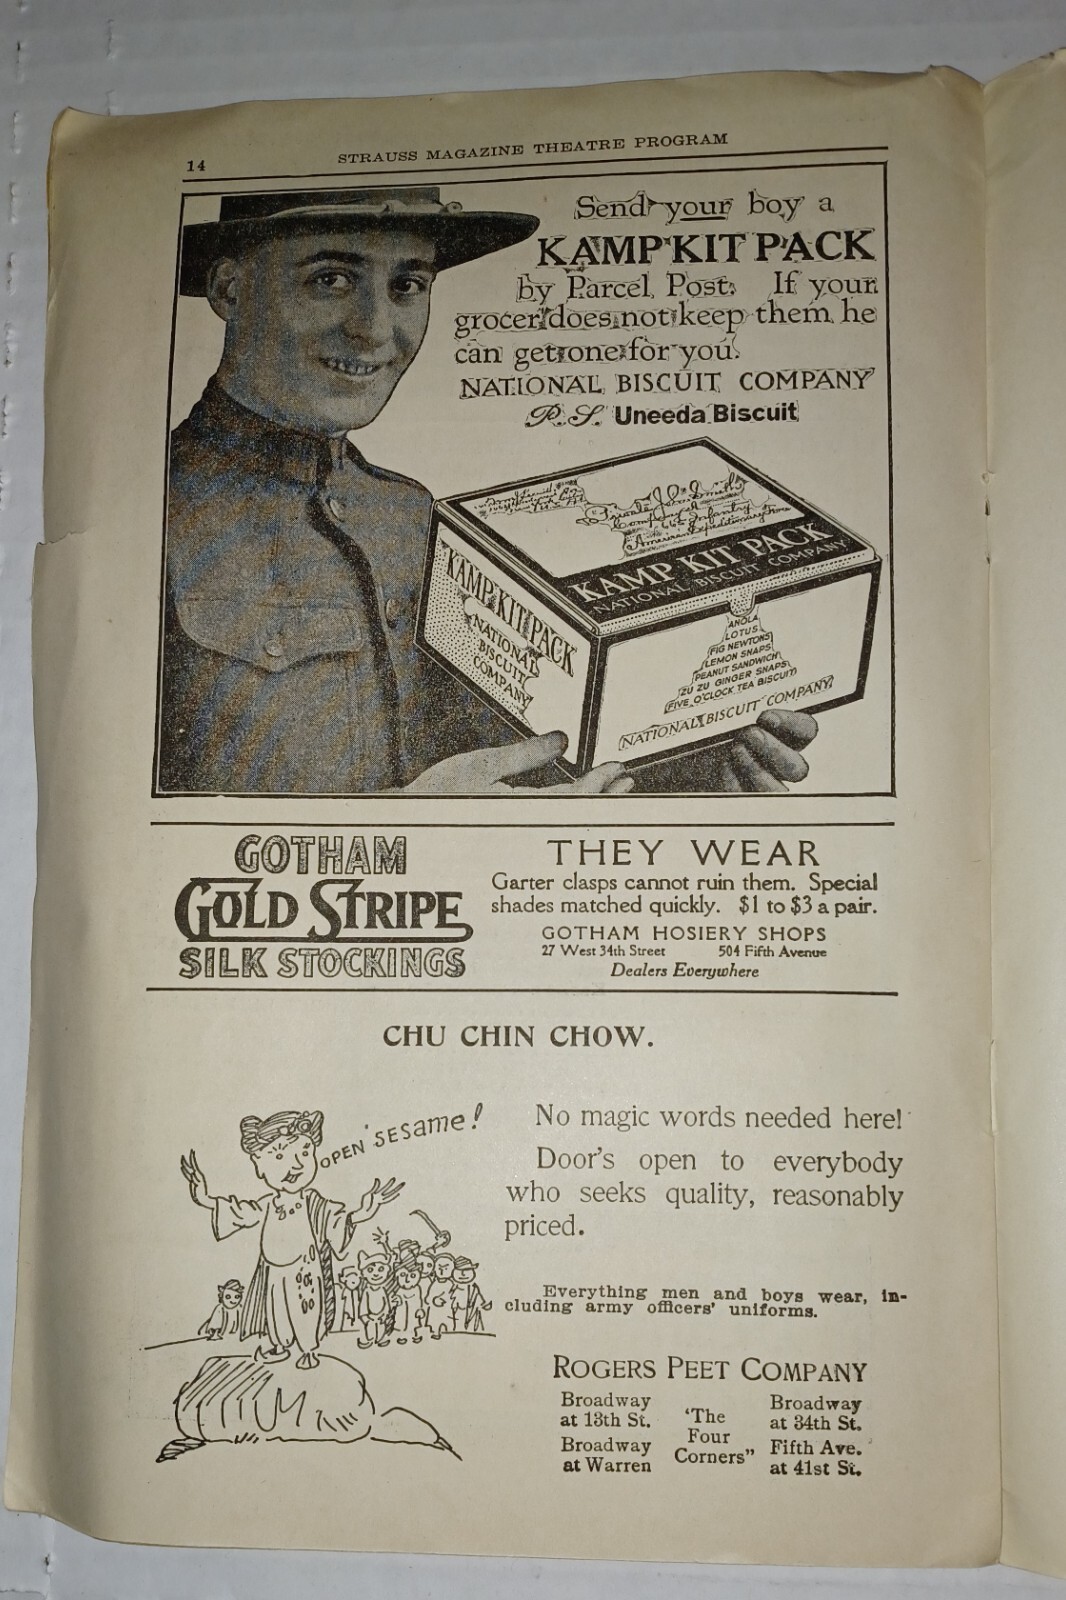 14
STRAUSS MAGAZINE THEATRE PROGRAM
Send your boy a
KAMP KIT PACK
by Parcel Post. If your
grocer does not keep them he
can get one for you.
NATIONAL BISCUIT COMPANY
P.S. Uneeda Biscuit
Private John Smith
Infantry
American Expeditionary Force
KAMP KIT PACK
NATIONAL BISCUIT COMPANY
KAMP KIT PACK
NATIONAL
BISCUIT
COMPANY
ANOLA
LOTUS
FIG NEWTONS
LEMON SNAPS
PEANUT SANDWICH
ZU ZU GINGER SNAPS
FIVE O'CLOCK TEA BISCUIT
NATIONAL BISCUIT COMPANY
GOTHAM
GOLD STRIPE
SILK STOCKINGS
THEY WEAR
Garter clasps cannot ruin them. Special
shades matched quickly. $1 to $3 a pair.
GOTHAM HOSIERY SHOPS
27 West 34th Street 504 Fifth Avenue
Dealers Everywhere
CHU CHIN CHOW.
OPEN SESAME!
No magic words needed here!
Door's open to everybody
who seeks quality, reasonably
priced.
Everything men and boys wear, in-
cluding army officers' uniforms.
ROGERS PEET COMPANY
Broadway
at 13th St.
Broadway
at Warren
'The
Four
Corners"
Broadway
at 34th St.
Fifth Ave.
at 41st St.